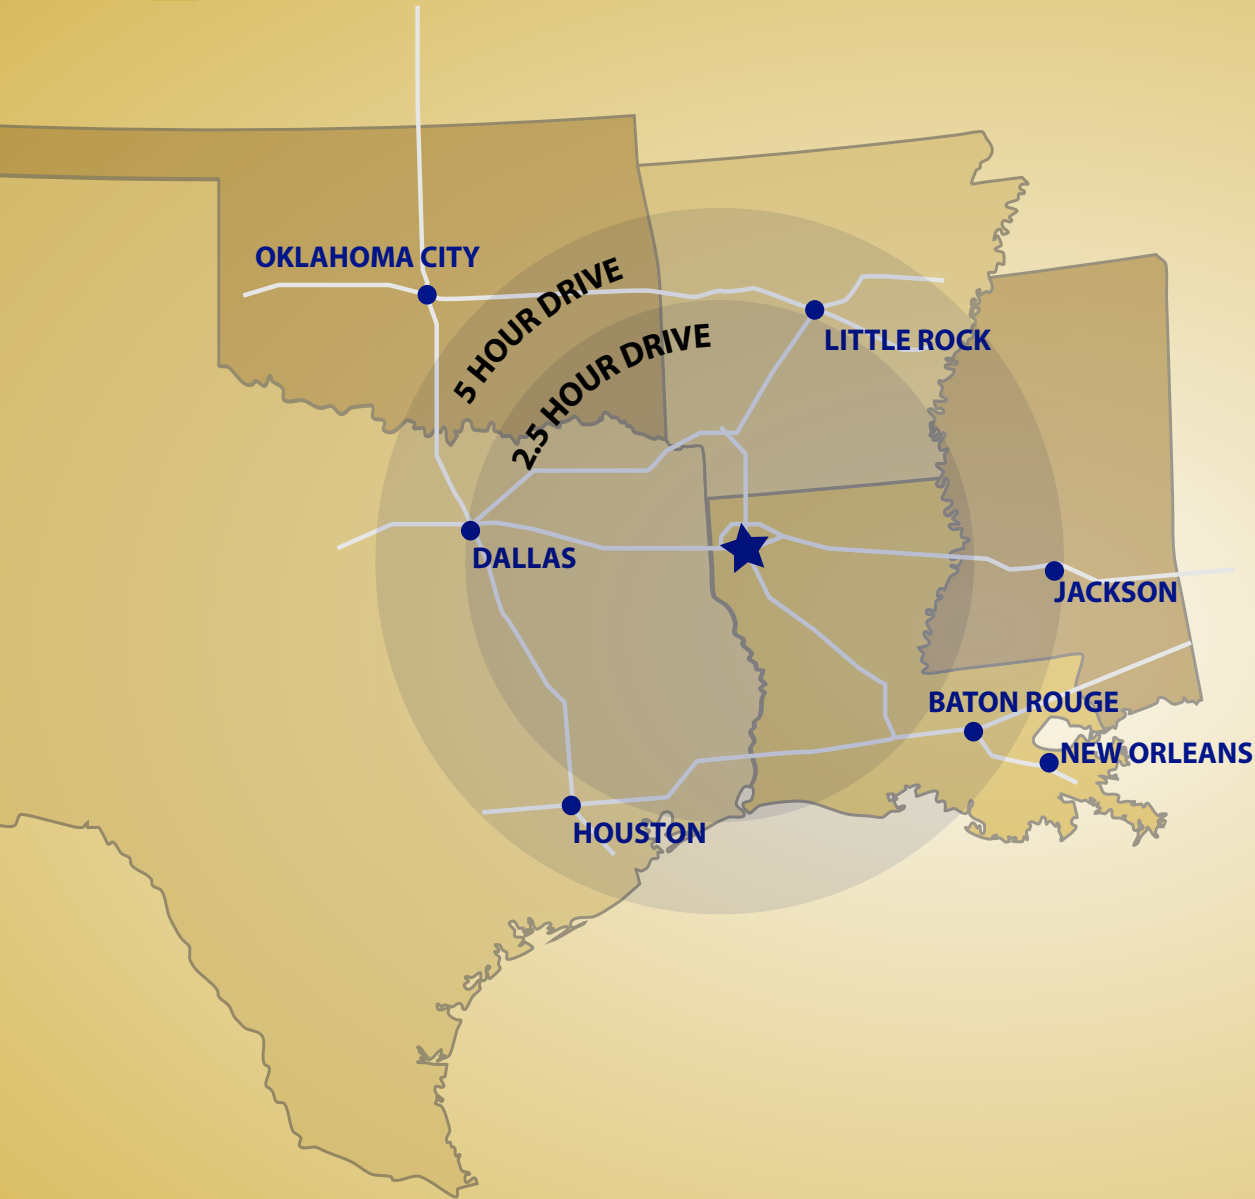 OKLAHOMA CITY
5 HOUR DRIVE
2.5 HOUR DRIVE
LITTLE ROCK
DALLAS
JACKSON
BATON ROUGE
NEW ORLEANS
HOUSTON